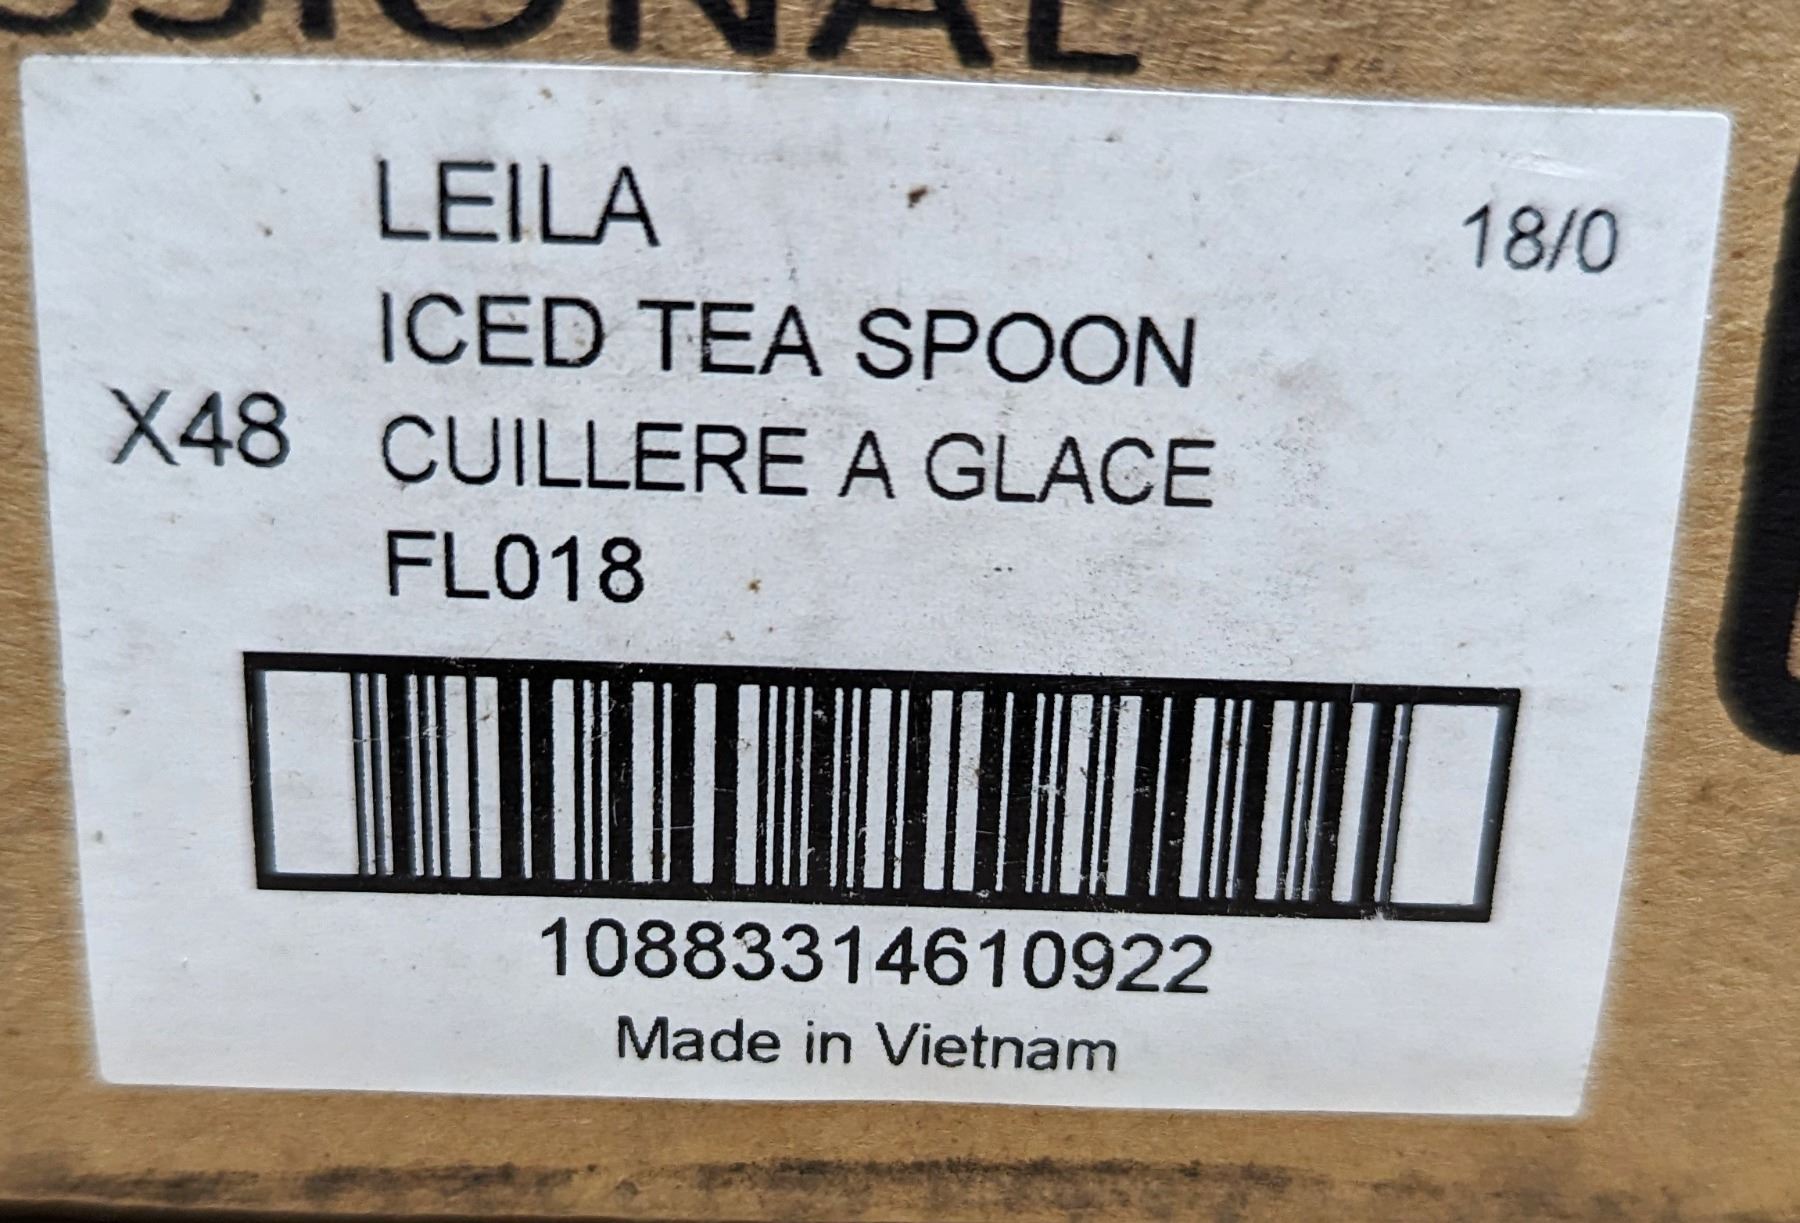 LEILA
18/0
ICED TEA SPOON
X48
CUILLERE A GLACE
FL018
10883314610922
Made in Vietnam